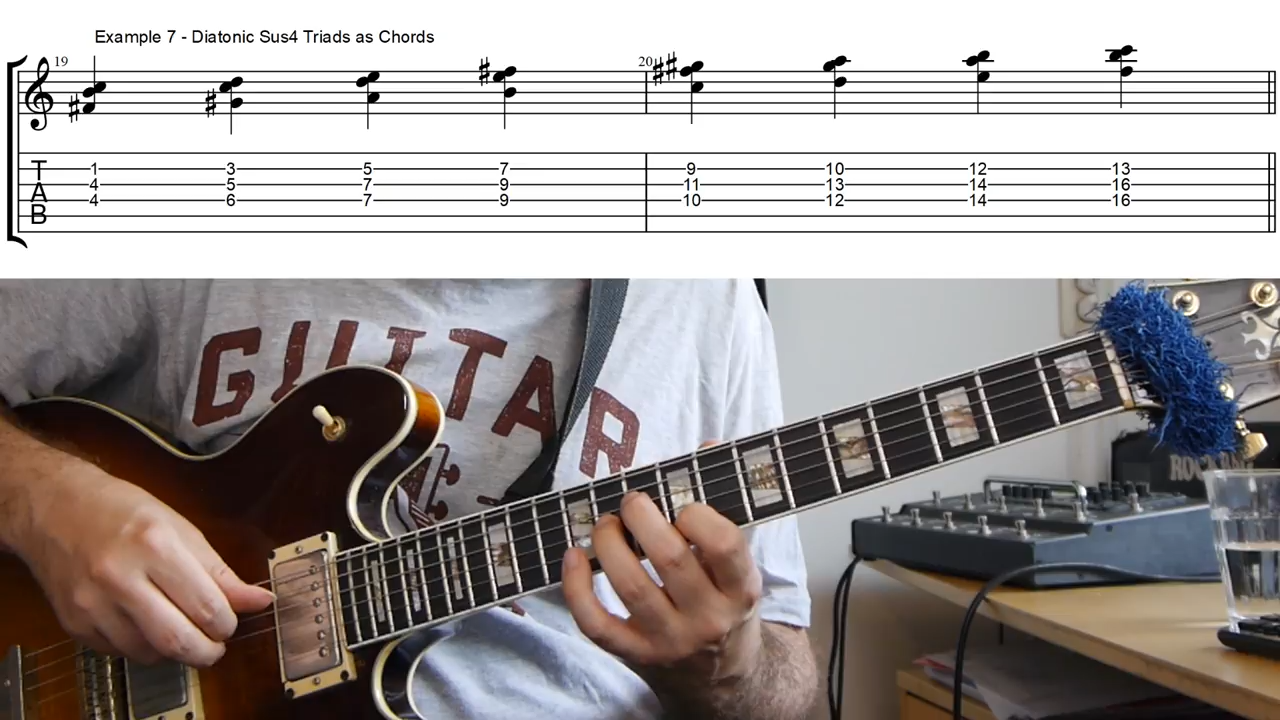 Example 7 - Diatonic Sus4 Triads as Chords
19 20
T 1 3 5 7 9 10 12 13
A 4 5 7 9 11 13 14 16
B 4 6 7 9 10 12 14 16
GUITAR